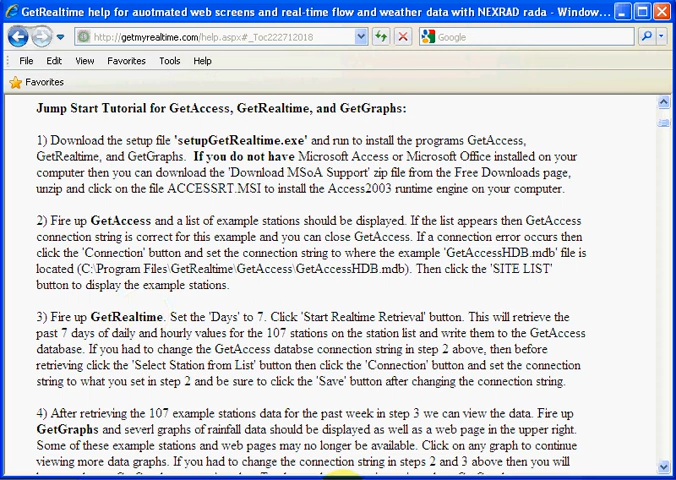 GetRealtime help for auotmated web screens and real-time flow and weather data with NEXRAD rada - Window...
http://getmyrealtime.com/help.aspx#_Toc222712018
Google
File Edit View Favorites Tools Help
Favorites
Jump Start Tutorial for GetAccess, GetRealtime, and GetGraphs:
1) Download the setup file 'setupGetRealtime.exe' and run to install the programs GetAccess,
GetRealtime, and GetGraphs. If you do not have Microsoft Access or Microsoft Office installed on your
computer then you can download the 'Download MSoA Support' zip file from the Free Downloads page,
unzip and click on the file ACCESSRT.MSI to install the Access2003 runtime engine on your computer.
2) Fire up GetAccess and a list of example stations should be displayed. If the list appears then GetAccess
connection string is correct for this example and you can close GetAccess. If a connection error occurs then
click the 'Connection' button and set the connection string to where the example 'GetAccessHDB.mdb' file is
located (C:\Program Files\GetRealtime\GetAccess\GetAccessHDB.mdb). Then click the 'SITE LIST'
button to display the example stations.
3) Fire up GetRealtime. Set the 'Days' to 7. Click 'Start Realtime Retrieval' button. This will retrieve the
past 7 days of daily and hourly values for the 107 stations on the station list and write them to the GetAccess
database. If you had to change the GetAccess databse connection string in step 2 above, then before
retrieving click the 'Select Station from List' button then click the 'Connection' button and set the connection
string to what you set in step 2 and be sure to click the 'Save' button after changing the connection string.
4) After retrieving the 107 example stations data for the past week in step 3 we can view the data. Fire up
GetGraphs and severl graphs of rainfall data should be displayed as well as a web page in the upper right.
Some of these example stations and web pages may no longer be available. Click on any graph to continue
viewing more data graphs. If you had to change the connection string in steps 2 and 3 above then you will